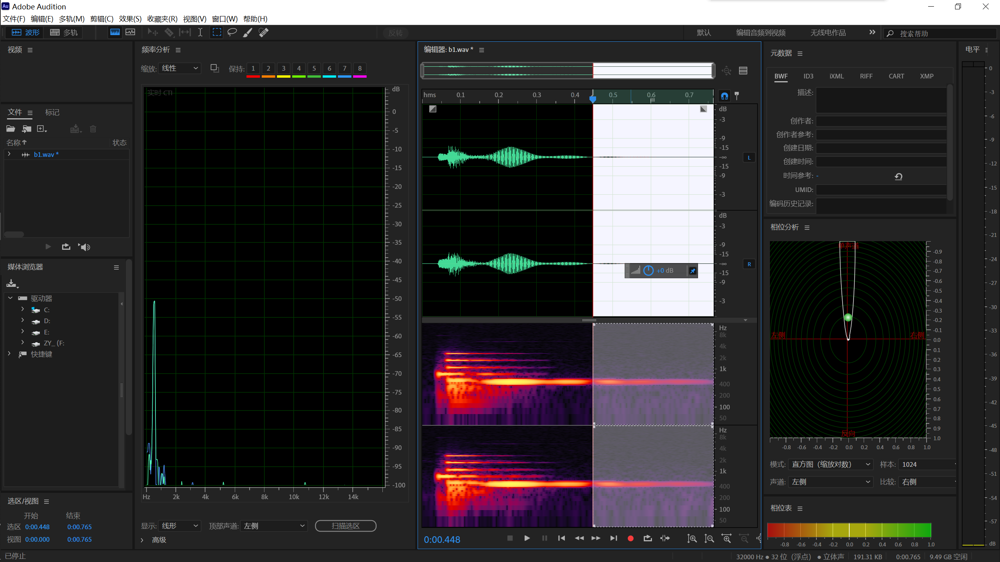 Adobe Audition
文件(F) 编辑(E) 多轨(M) 剪辑(C) 效果(S) 收藏夹(R) 视图(V) 窗口(W) 帮助(H)
波形 多轨 反转 默认 编辑音频到视频 无线电作品 搜索帮助
视频
文件 标记
名称 状态
b1.wav *
媒体浏览器
驱动器
C:
D:
E:
ZY_ (F:
快捷键
选区/视图
开始 结束
选区 0:00.448 0:00.765
视图 0:00.000 0:00.765
已停止
频率分析
缩放: 线性 保持: 1 2 3 4 5 6 7 8
实时 CTI
dB
0
-5
-10
-15
-20
-25
-30
-35
-40
-45
-50
-55
-60
-65
-70
-75
-80
-85
-90
-95
-100
Hz 2k 4k 6k 8k 10k 12k 14k
显示: 线形 顶部声道: 左侧 扫描选区
高级
编辑器: b1.wav *
hms 0.1 0.2 0.3 0.4 0.5 0.6 0.7
dB
-3
-9
-15
-∞
-15
-9
-3
L
dB
-3
-9
-15
-∞
-15
-9
-3
R
+0 dB
Hz
8k
4k
2k
1k
400
200
100
50
Hz
8k
4k
2k
1k
400
200
100
50
0:00.448
元数据
BWF ID3 iXML RIFF CART XMP
描述:
创作者:
创作者参考:
创建日期:
创建时间:
时间参考: -
UMID:
编码历史记录:
相位分析
单声道
左侧 右侧
反向
-0.9
-0.8
-0.7
-0.6
-0.5
-0.4
-0.3
-0.2
-0.1
0.0
0.1
0.2
0.3
0.4
0.5
0.6
0.7
0.8
0.9
1.0
-0.8 -0.6 -0.4 -0.2 0.0 0.2 0.4 0.6 0.8 1.0
模式: 直方图（缩放对数） 样本: 1024
声道: 左侧 比较: 右侧
相位表
-0.8 -0.6 -0.4 -0.2 0.0 0.2 0.4 0.6 0.8 1.0
电平
0
-3
-6
-9
-12
-15
-18
-21
-24
-27
-30
-33
-36
-39
-42
-45
-48
-51
-54
-57
dB
32000 Hz ● 32 位（浮点） ● 立体声 191.31 KB 0:00.765 9.49 GB 空闲